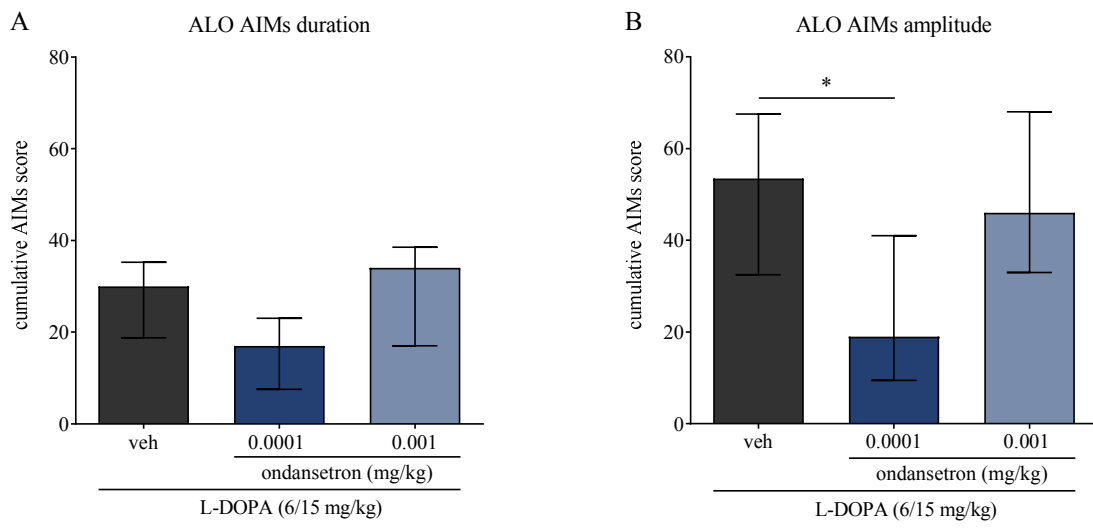 A
ALO AIMs duration
cumulative AIMs score
80
60
40
20
0
veh
0.0001
0.001
ondansetron (mg/kg)
L-DOPA (6/15 mg/kg)
B
ALO AIMs amplitude
cumulative AIMs score
80
60
40
20
0
*
veh
0.0001
0.001
ondansetron (mg/kg)
L-DOPA (6/15 mg/kg)